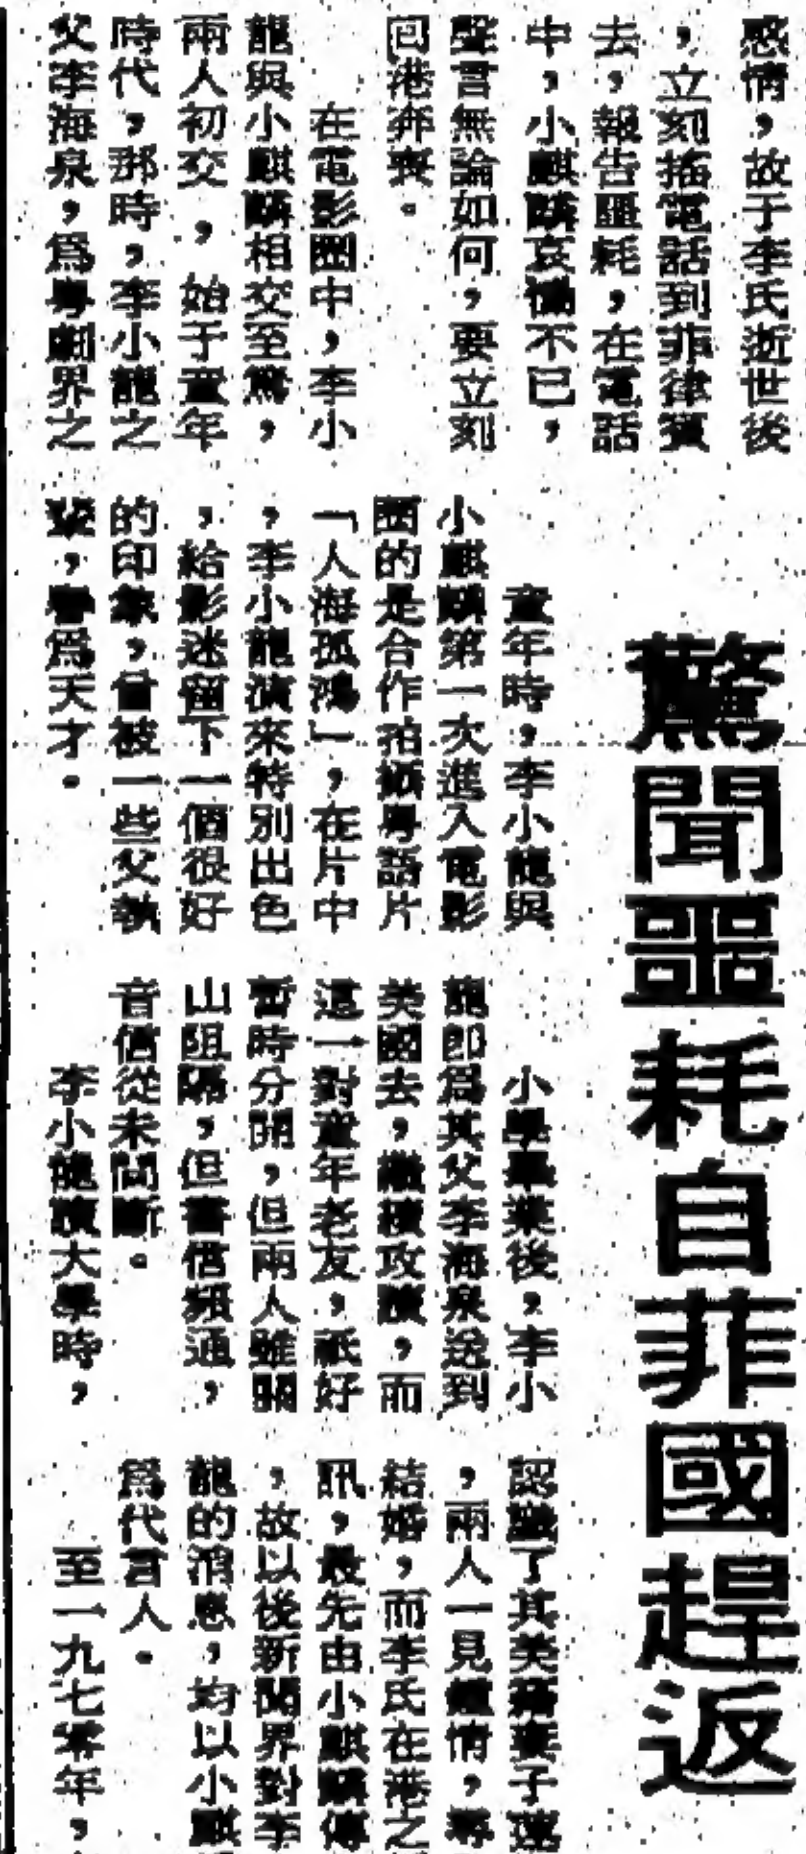 驚聞噩耗自菲國趕返
感情，故于李氏逝世後
，立刻搖電話到菲律賓
去，報告噩耗，在電話
中，小麒麟哀慟不已，
聲言無論如何，要立刻
回港奔喪。
在電影圈中，李小
龍與小麒麟相交至篤，
兩人初交，始于童年
時代，那時，李小龍之
父李海泉，爲粵劇界之
童年時，李小龍與
小麒麟第一次進入電影
圈的是合作拍攝粵語片
「人海孤鴻」，在片中
，李小龍演來特別出色
，給影迷留下一個很好
的印象，曾被一些父執
輩，譽爲天才。
小學畢業後，李小
龍即爲其父李海泉送到
美國去，繼續攻讀，而
這一對童年老友，祇好
暫時分開，但兩人雖關
山阻隔，但書信頻通，
音信從未間斷。
李小龍讀大學時，
認識了其美籍妻子蓮
，兩人一見鍾情，尋
結婚，而李氏在港之
訊，最先由小麒麟傳
，故以後新聞界對李
龍的消息，均以小麒
爲代言人。
至一九七零年，